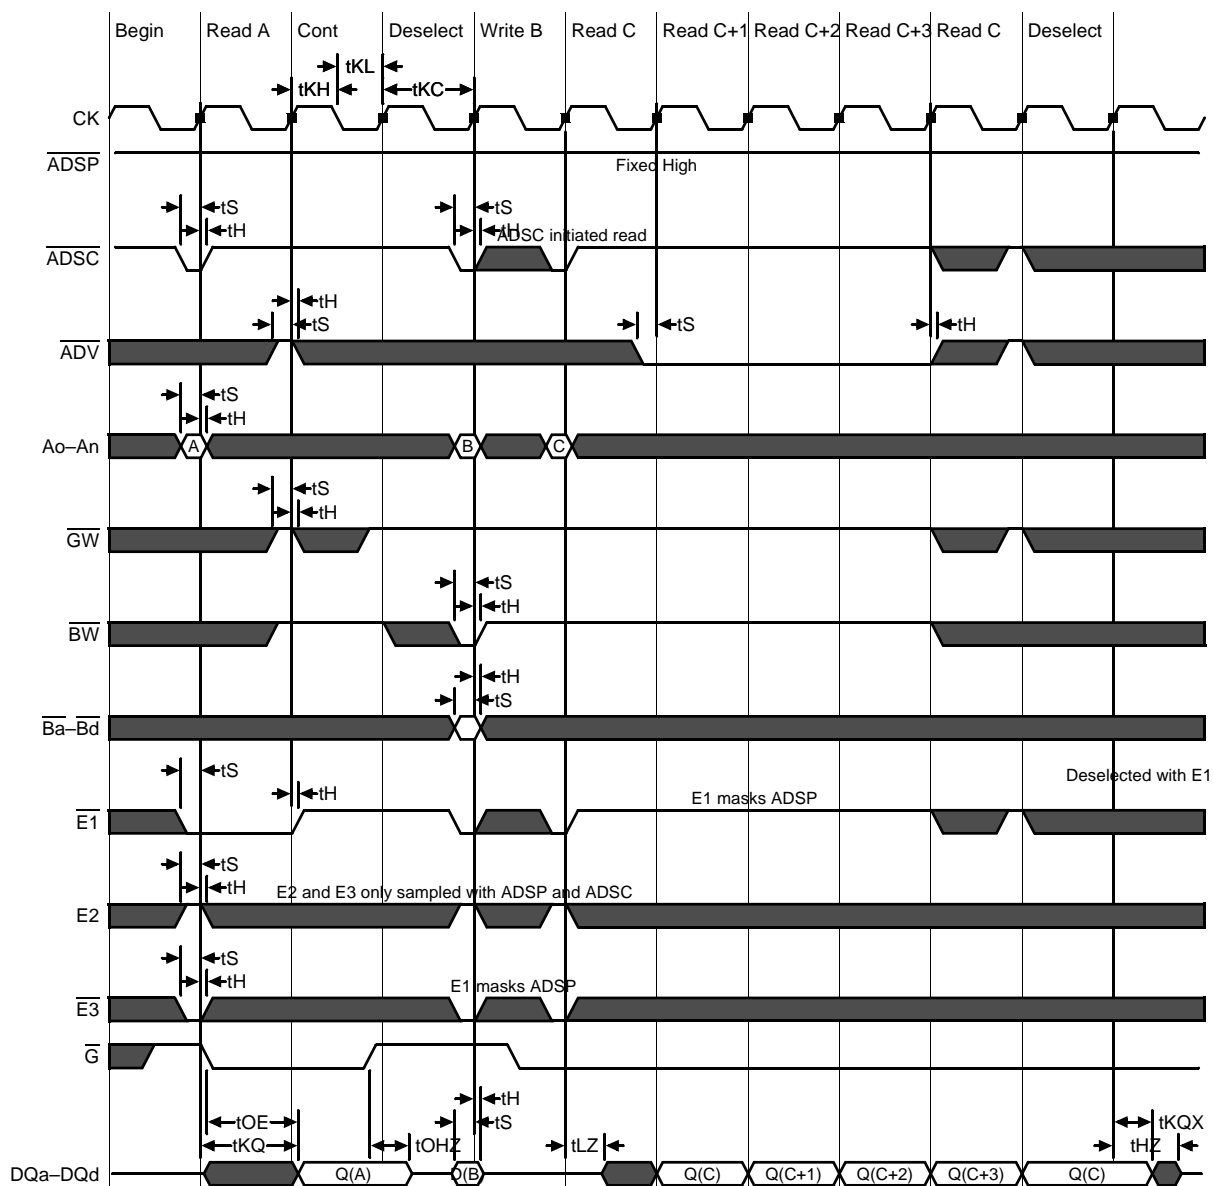 Begin Read A Cont Deselect Write B Read C Read C+1 Read C+2 Read C+3 Read C Deselect
tKL
tKH tKC
CK
ADSP
Fixed High
tS tS
tH tH
ADSC initiated read
ADSC
tH
tS tS tH
ADV
tS
tH
Ao–An A B C
tS
tH
GW
tS
tH
BW
tH
tS
Ba–Bd
tS
Deselected with E1
tH
E1 masks ADSP
E1
tS
tH
E2 and E3 only sampled with ADSP and ADSC
E2
tS
tH
E1 masks ADSP
E3
G
tH
tOE tS tKQX
tKQ tOHZ tLZ tHZ
DQa–DQd Q(A) D(B Q(C) Q(C+1) Q(C+2) Q(C+3) Q(C)